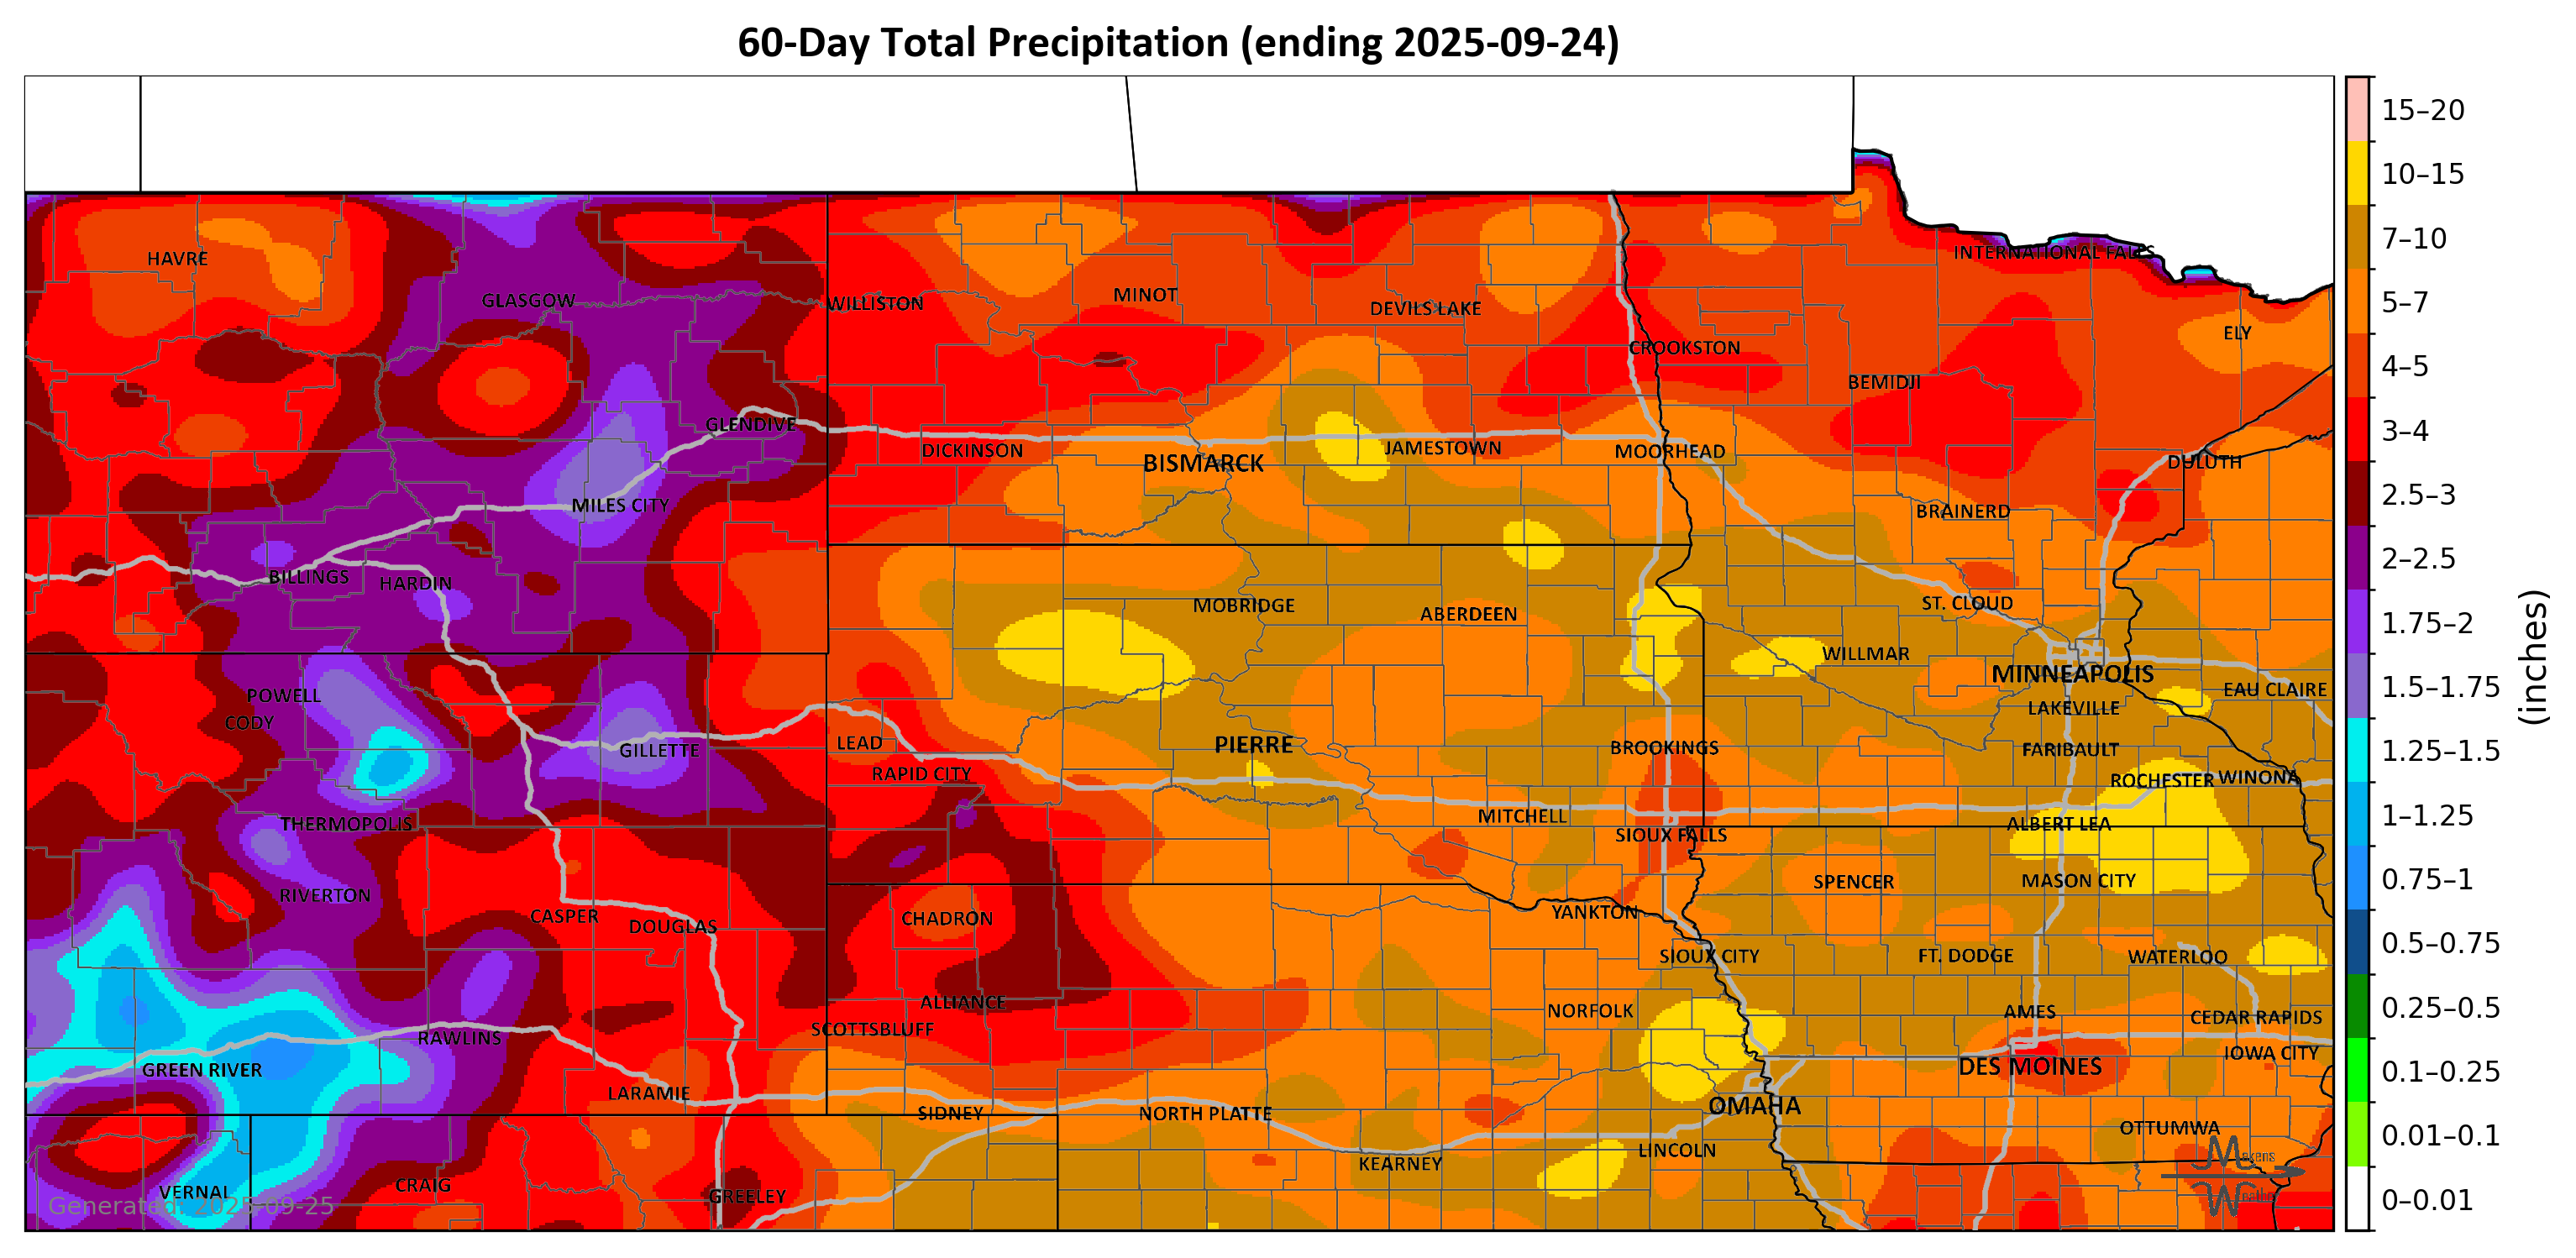 60-Day Total Precipitation (ending 2025-09-24)
15–20
10–15
7–10
5–7
4–5
3–4
2.5–3
2–2.5
1.75–2
1.5–1.75
1.25–1.5
1–1.25
0.75–1
0.5–0.75
0.25–0.5
0.1–0.25
0.01–0.1
0–0.01
(inches)
HAVRE
INTERNATIONAL FALLS
GLASGOW
WILLISTON
MINOT
DEVILS LAKE
ELY
CROOKSTON
BEMIDJI
GLENDIVE
DICKINSON
BISMARCK
JAMESTOWN
MOORHEAD
DULUTH
MILES CITY
BRAINERD
BILLINGS
HARDIN
MOBRIDGE
ABERDEEN
ST. CLOUD
WILLMAR
MINNEAPOLIS
POWELL
EAU CLAIRE
CODY
LAKEVILLE
GILLETTE
LEAD
PIERRE
BROOKINGS
FARIBAULT
RAPID CITY
ROCHESTER
WINONA
THERMOPOLIS
MITCHELL
SIOUX FALLS
ALBERT LEA
RIVERTON
SPENCER
MASON CITY
CASPER
DOUGLAS
CHADRON
YANKTON
SIOUX CITY
FT. DODGE
WATERLOO
ALLIANCE
NORFOLK
AMES
CEDAR RAPIDS
SCOTTSBLUFF
RAWLINS
GREEN RIVER
DES MOINES
IOWA CITY
LARAMIE
SIDNEY
NORTH PLATTE
OMAHA
OTTUMWA
LINCOLN
KEARNEY
VERNAL
CRAIG
GREELEY
Makens
Weather
Generated: 2025-09-25